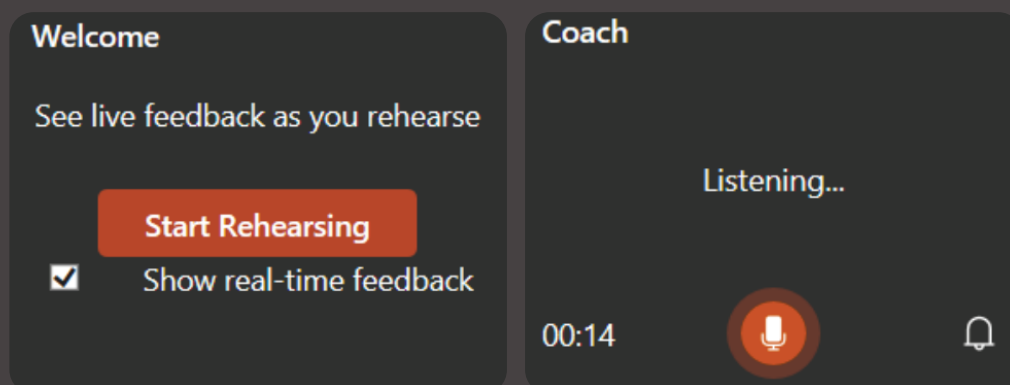 Welcome
See live feedback as you rehearse
Start Rehearsing
Show real-time feedback
Coach
Listening...
00:14